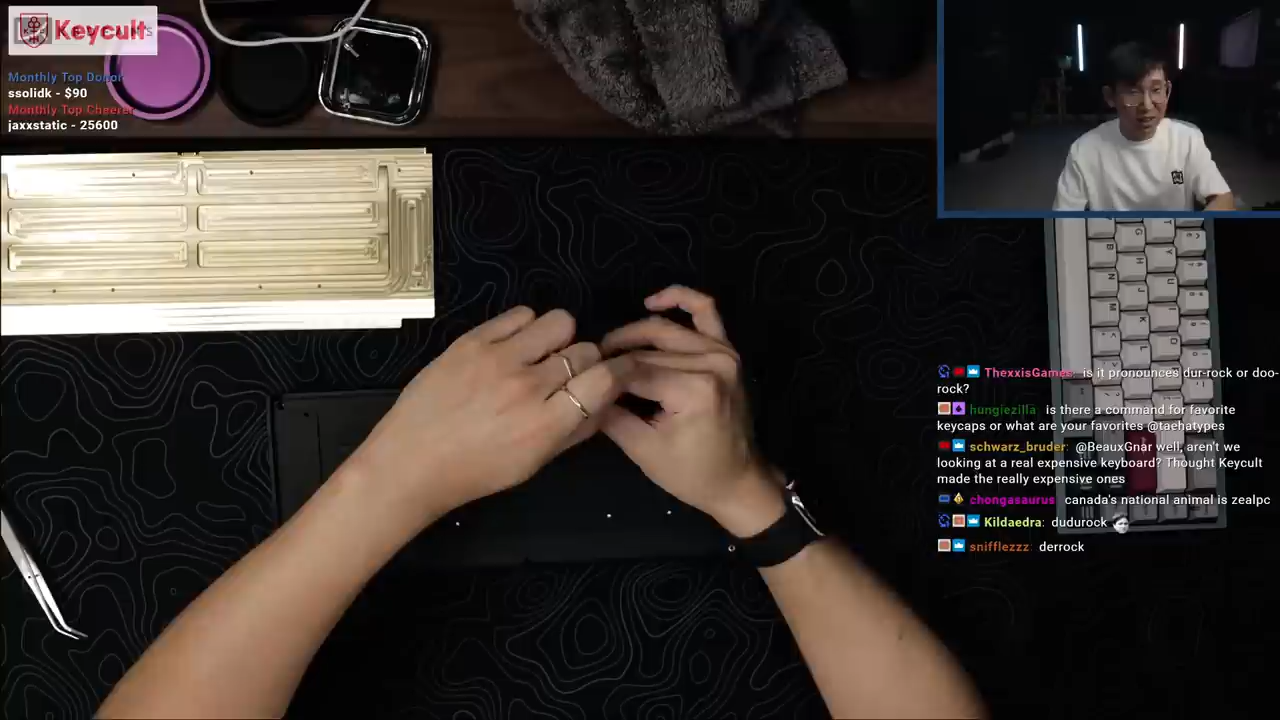 Keycult
Monthly Top Donor
ssolidk - $90
Monthly Top Cheerer
jaxxstatic - 25600
ThexxisGames: is it pronounces dur-rock or doo-
rock?
hungiezilla: is there a command for favorite
keycaps or what are your favorites @taehatypes
schwarz_bruder: @BeauxGnar well, aren't we
looking at a real expensive keyboard? Thought Keycult
made the really expensive ones
chongasaurus: canada's national animal is zealpc
Kildaedra: dudurock
snifflezzz: derrock